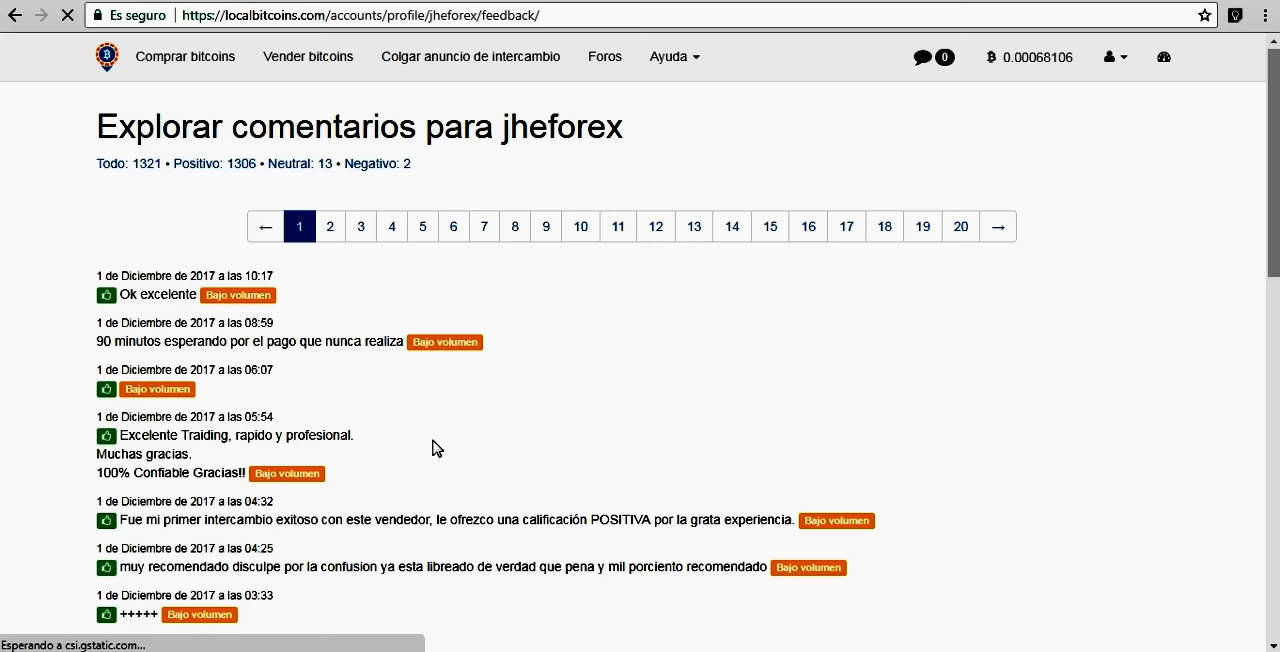 Es seguro | https://localbitcoins.com/accounts/profile/jheforex/feedback/
Comprar bitcoins Vender bitcoins Colgar anuncio de intercambio Foros Ayuda 0 0.00068106
Explorar comentarios para jheforex
Todo: 1321 • Positivo: 1306 • Neutral: 13 • Negativo: 2
← 1 2 3 4 5 6 7 8 9 10 11 12 13 14 15 16 17 18 19 20 →
1 de Diciembre de 2017 a las 10:17
Ok excelente Bajo volumen
1 de Diciembre de 2017 a las 08:59
90 minutos esperando por el pago que nunca realiza Bajo volumen
1 de Diciembre de 2017 a las 06:07
Bajo volumen
1 de Diciembre de 2017 a las 05:54
Excelente Traiding, rapido y profesional.
Muchas gracias.
100% Confiable Gracias!! Bajo volumen
1 de Diciembre de 2017 a las 04:32
Fue mi primer intercambio exitoso con este vendedor, le ofrezco una calificación POSITIVA por la grata experiencia. Bajo volumen
1 de Diciembre de 2017 a las 04:25
muy recomendado disculpe por la confusion ya esta libreado de verdad que pena y mil porciento recomendado Bajo volumen
1 de Diciembre de 2017 a las 03:33
+++++ Bajo volumen
Esperando a csi.gstatic.com...